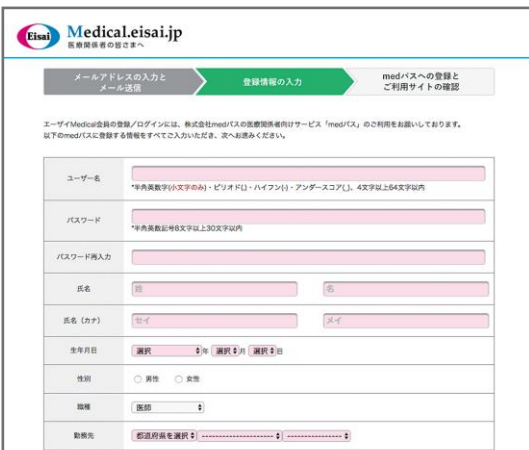 Eisai
Medical.eisai.jp
医療関係者の皆さまへ
メールアドレスの入力と
メール送信
登録情報の入力
medパスへの登録と
ご利用サイトの確認
エーザイMedical会員の登録/ログインには、株式会社medパスの医療関係者向けサービス「medパス」のご利用をお願いしております。
以下のmedパスに登録する情報をすべてご入力いただき、次へお進みください。
ユーザー名
*半角英数字(小文字のみ)・ピリオド(.)・ハイフン(-)・アンダースコア(_)、4文字以上64文字以内
パスワード
*半角英数記号8文字以上30文字以内
パスワード再入力
氏名 姓 名
氏名（カナ） セイ メイ
生年月日 選択 年 選択 月 選択 日
性別 男性 女性
職種 医師
勤務先 都道府県を選択 ---------------------- ----------------